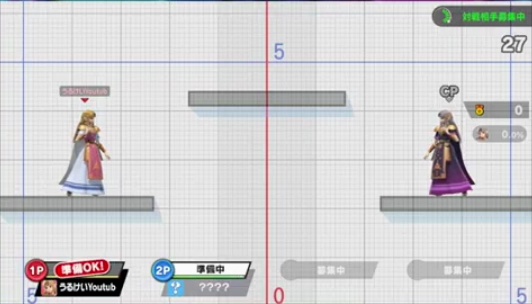 対戦相手募集中
27
5
うるけいYoutub
CP
0
0.0%
1P 準備OK!
うるけいYoutub
2P 準備中
? ????
募集中
募集中
5
0
5